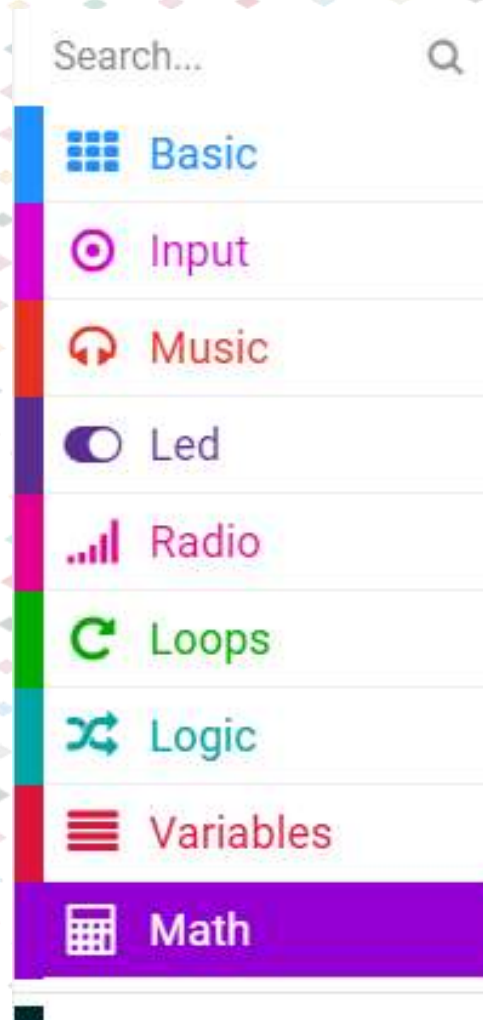 Search...
Basic
Input
Music
Led
Radio
Loops
Logic
Variables
Math